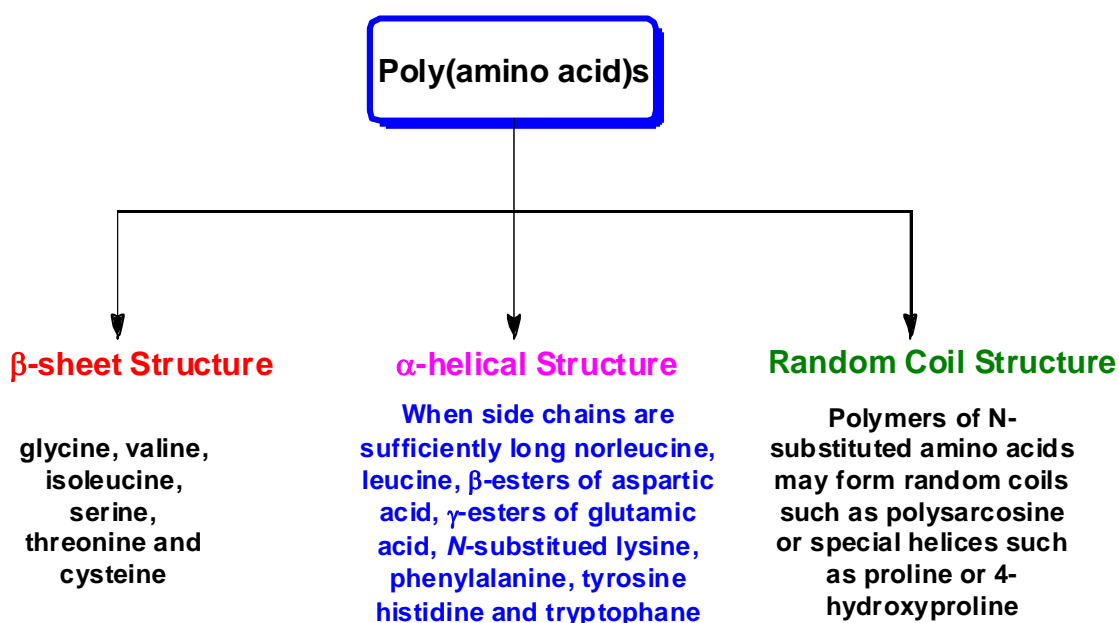 Poly(amino acid)s
β-sheet Structure
glycine, valine,
isoleucine,
serine,
threonine and
cysteine
α-helical Structure
When side chains are
sufficiently long norleucine,
leucine, β-esters of aspartic
acid, γ-esters of glutamic
acid, N-substitued lysine,
phenylalanine, tyrosine
histidine and tryptophane
Random Coil Structure
Polymers of N-
substituted amino acids
may form random coils
such as polysarcosine
or special helices such
as proline or 4-
hydroxyproline